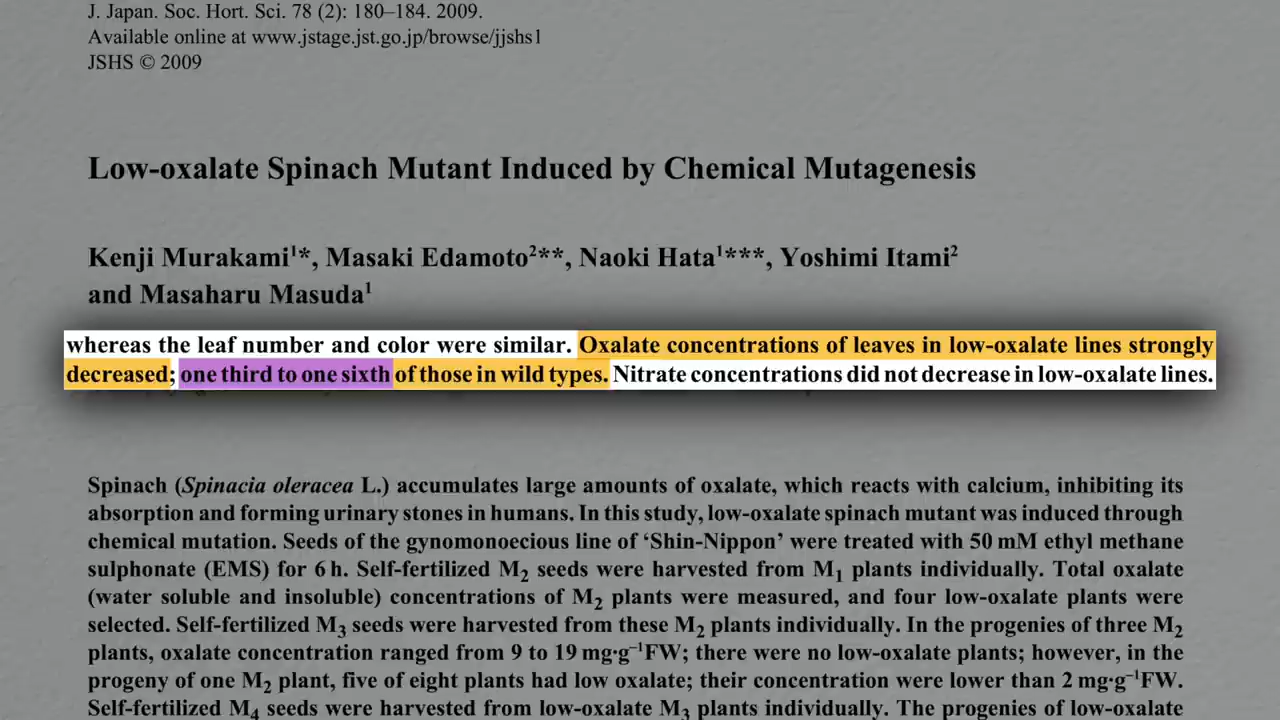 J. Japan. Soc. Hort. Sci. 78 (2): 180–184. 2009.
Available online at www.jstage.jst.go.jp/browse/jjshs1
JSHS © 2009
Low-oxalate Spinach Mutant Induced by Chemical Mutagenesis
Kenji Murakami¹*, Masaki Edamoto²**, Naoki Hata¹***, Yoshimi Itami²
and Masaharu Masuda¹
whereas the leaf number and color were similar. Oxalate concentrations of leaves in low-oxalate lines strongly
decreased; one third to one sixth of those in wild types. Nitrate concentrations did not decrease in low-oxalate lines.
Spinach (Spinacia oleracea L.) accumulates large amounts of oxalate, which reacts with calcium, inhibiting its
absorption and forming urinary stones in humans. In this study, low-oxalate spinach mutant was induced through
chemical mutation. Seeds of the gynomonoecious line of ‘Shin-Nippon’ were treated with 50 mM ethyl methane
sulphonate (EMS) for 6 h. Self-fertilized M₂ seeds were harvested from M₁ plants individually. Total oxalate
(water soluble and insoluble) concentrations of M₂ plants were measured, and four low-oxalate plants were
selected. Self-fertilized M₃ seeds were harvested from these M₂ plants individually. In the progenies of three M₂
plants, oxalate concentration ranged from 9 to 19 mg·g⁻¹FW; there were no low-oxalate plants; however, in the
progeny of one M₂ plant, five of eight plants had low oxalate; their concentration were lower than 2 mg·g⁻¹FW.
Self-fertilized M₄ seeds were harvested from low-oxalate M₃ plants individually. The progenies of low-oxalate